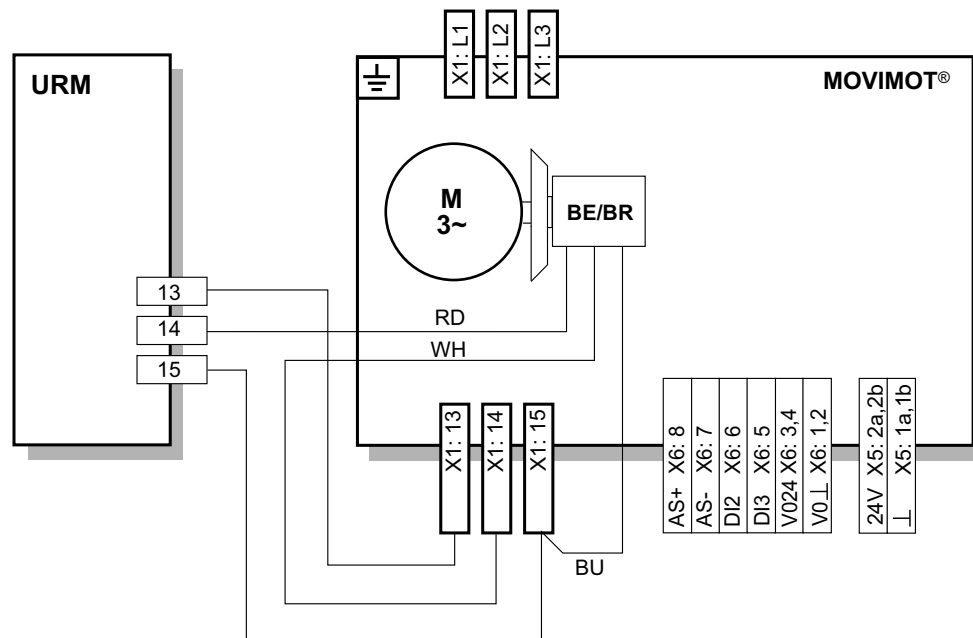 X1: L1
X1: L2
X1: L3
URM
MOVIMOT®
M
3~
BE/BR
13
14
15
RD
WH
X1: 13
X1: 14
X1: 15
AS+ X6: 8
AS- X6: 7
DI2 X6: 6
DI3 X6: 5
V024 X6: 3,4
V0⊥ X6: 1,2
24V X5: 2a,2b
⊥ X5: 1a,1b
BU